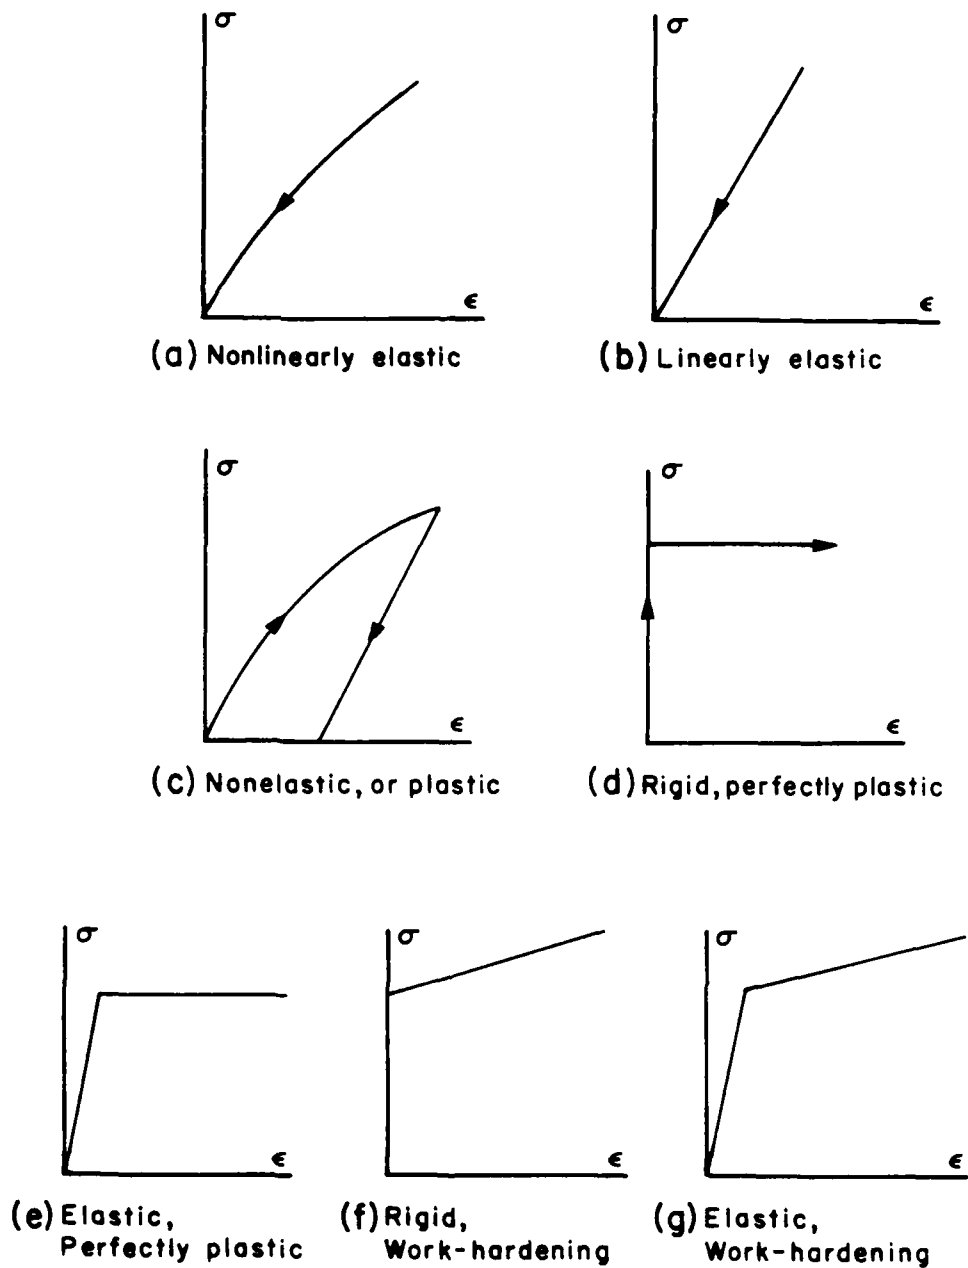 σ
σ
ϵ
ϵ
(a) Nonlinearly elastic
(b) Linearly elastic
σ
σ
ϵ
ϵ
(c) Nonelastic, or plastic
(d) Rigid, perfectly plastic
σ
σ
σ
ϵ
ϵ
ϵ
(e) Elastic,
Perfectly plastic
(f) Rigid,
Work-hardening
(g) Elastic,
Work-hardening